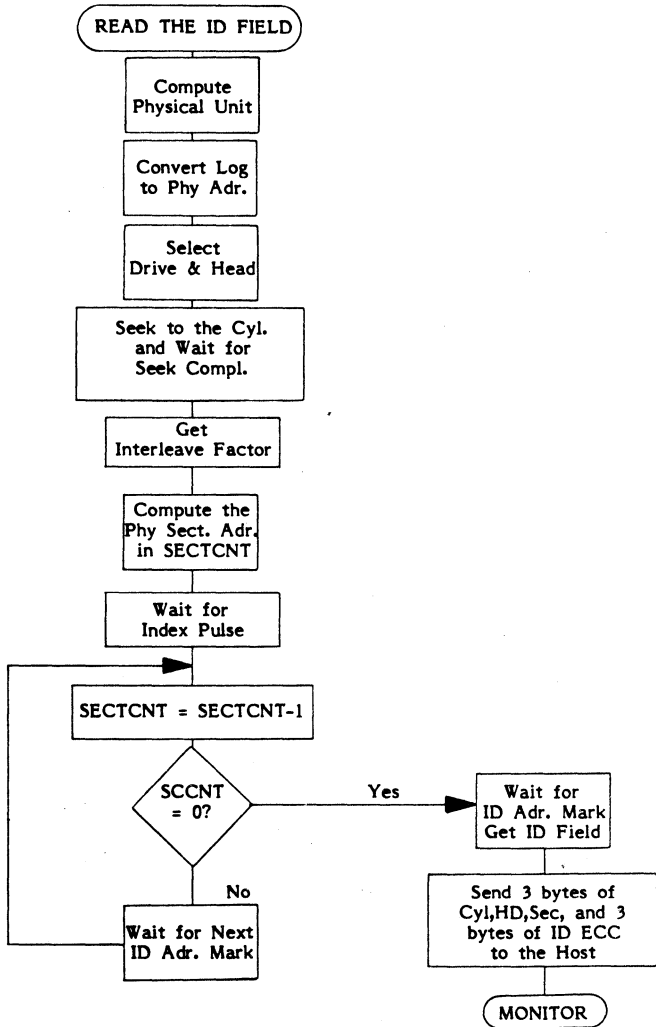 READ THE ID FIELD
Compute
Physical Unit
Convert Log
to Phy Adr.
Select
Drive & Head
Seek to the Cyl.
and Wait for
Seek Compl.
Get
Interleave Factor
Compute the
Phy Sect. Adr.
in SECTCNT
Wait for
Index Pulse
SECTCNT = SECTCNT-1
SCCNT
= 0?
Yes
No
Wait for Next
ID Adr. Mark
Wait for
ID Adr. Mark
Get ID Field
Send 3 bytes of
Cyl,HD,Sec, and 3
bytes of ID ECC
to the Host
MONITOR